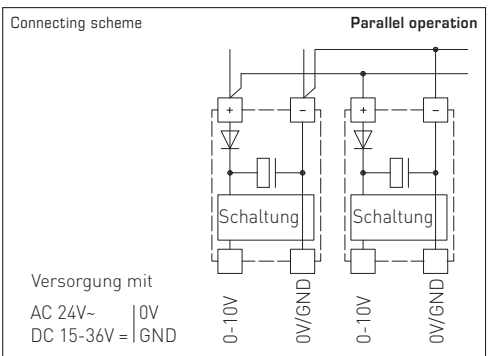 Connecting scheme
Parallel operation
+
–
+
–
Schaltung
Schaltung
Versorgung mit
AC 24V~ | 0V
DC 15-36V = | GND
0-10V
0V/GND
0-10V
0V/GND